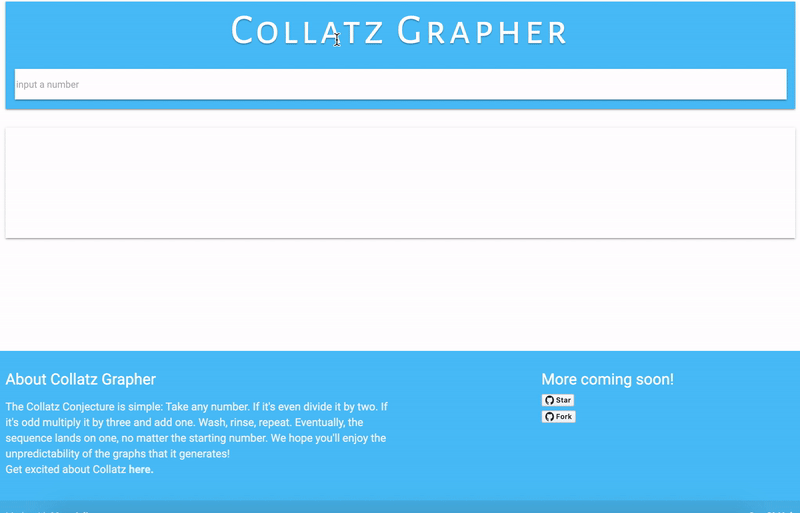 Collatz Grapher
input a number
About Collatz Grapher
The Collatz Conjecture is simple: Take any number. If it's even divide it by two. If
it's odd multiply it by three and add one. Wash, rinse, repeat. Eventually, the
sequence lands on one, no matter the starting number. We hope you'll enjoy the
unpredictability of the graphs that it generates!
Get excited about Collatz here.
More coming soon!
Star
Fork